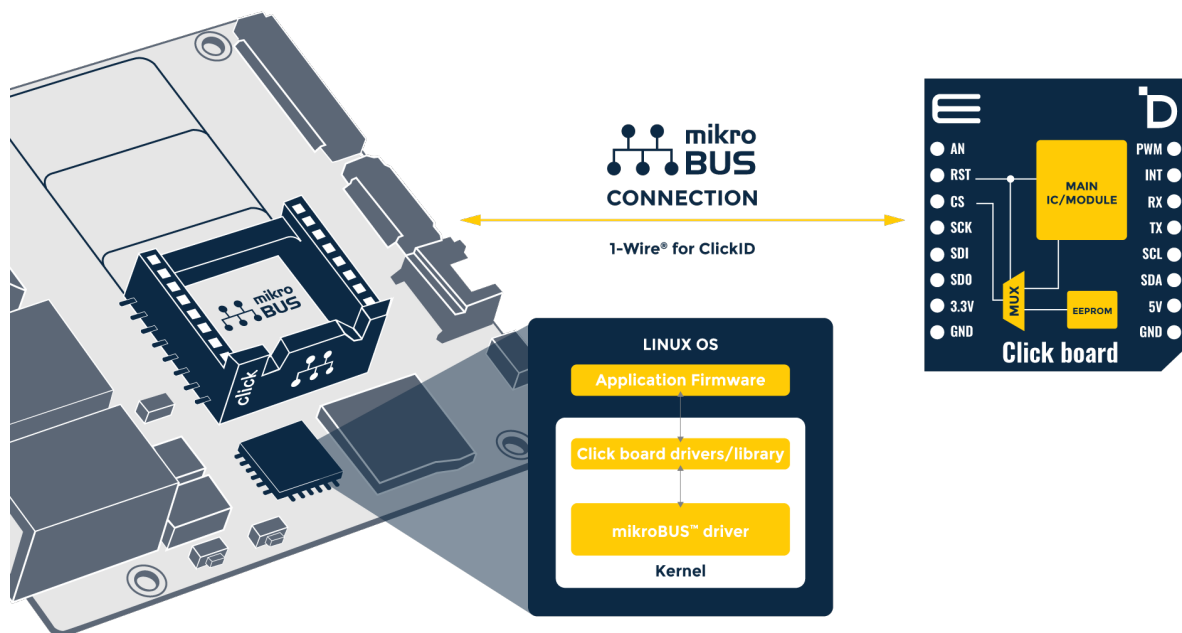 mikro
BUS
CONNECTION
1-Wire® for ClickID
mikro
BUS
click
LINUX OS
Application Firmware
Click board drivers/library
mikroBUS™ driver
Kernel
AN
RST
CS
SCK
SDI
SDO
3.3V
GND
PWM
INT
RX
TX
SCL
SDA
5V
GND
MAIN
IC/MODULE
MUX
EEPROM
Click board